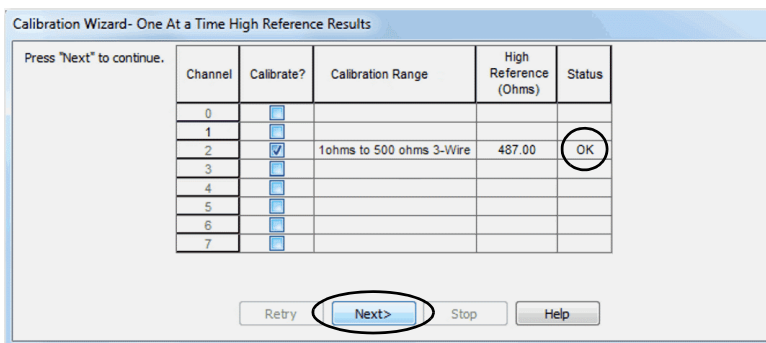 Calibration Wizard- One At a Time High Reference Results
Press "Next" to continue.
Channel Calibrate? Calibration Range High Reference (Ohms) Status
0
1
2 1ohms to 500 ohms 3-Wire 487.00 OK
3
4
5
6
7
Retry Next> Stop Help